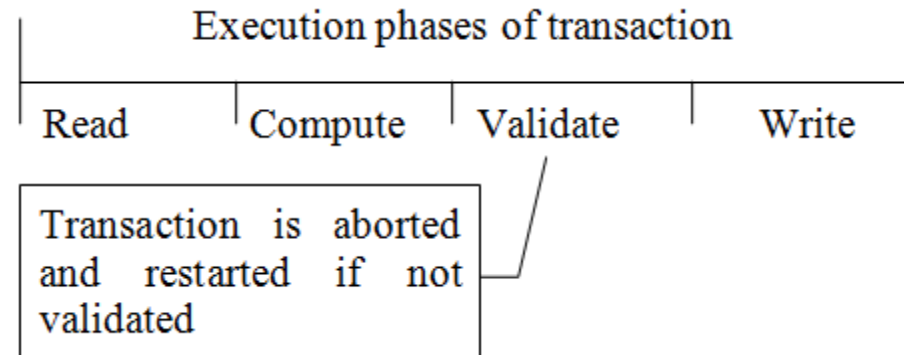 Execution phases of transaction
Read Compute Validate Write
Transaction is aborted
and restarted if not
validated